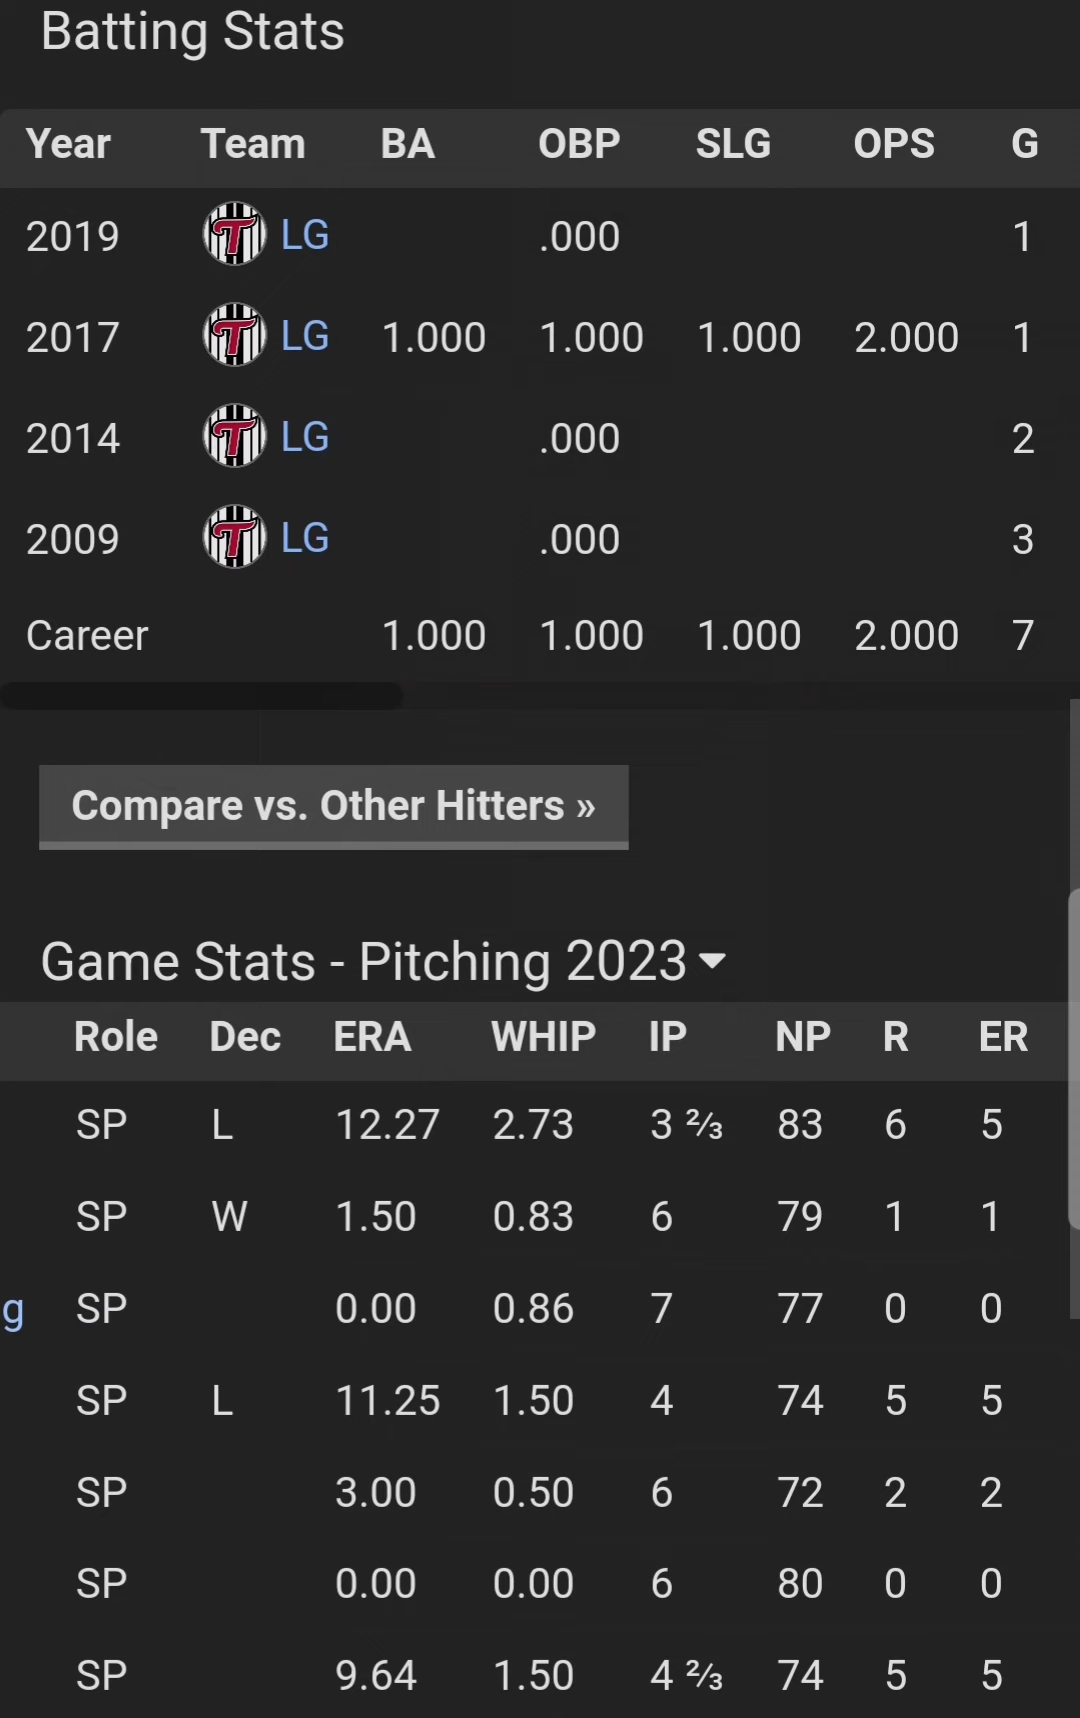 Batting Stats
Year Team BA OBP SLG OPS G
2019 T LG .000 1
2017 T LG 1.000 1.000 1.000 2.000 1
2014 T LG .000 2
2009 T LG .000 3
Career 1.000 1.000 1.000 2.000 7
Compare vs. Other Hitters »
Game Stats - Pitching 2023
Role Dec ERA WHIP IP NP R ER
SP L 12.27 2.73 3 ⅔ 83 6 5
SP W 1.50 0.83 6 79 1 1
g SP 0.00 0.86 7 77 0 0
SP L 11.25 1.50 4 74 5 5
SP 3.00 0.50 6 72 2 2
SP 0.00 0.00 6 80 0 0
SP 9.64 1.50 4 ⅔ 74 5 5